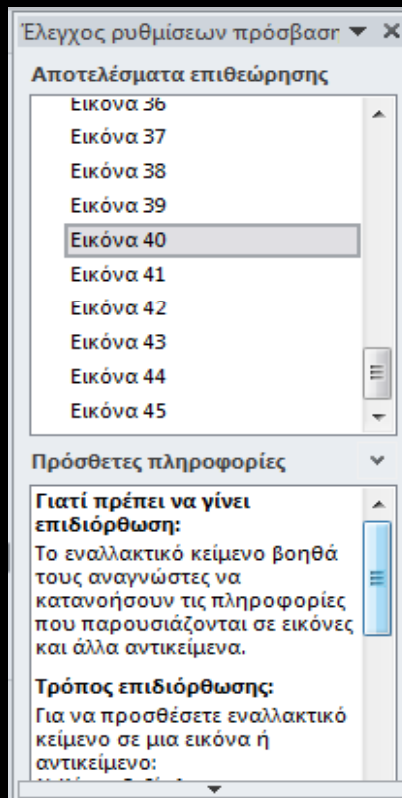 Έλεγχος ρυθμίσεων πρόσβαση
Αποτελέσματα επιθεώρησης
Εικόνα 36
Εικόνα 37
Εικόνα 38
Εικόνα 39
Εικόνα 40
Εικόνα 41
Εικόνα 42
Εικόνα 43
Εικόνα 44
Εικόνα 45
Πρόσθετες πληροφορίες
Γιατί πρέπει να γίνει
επιδιόρθωση:
Το εναλλακτικό κείμενο βοηθά
τους αναγνώστες να
κατανοήσουν τις πληροφορίες
που παρουσιάζονται σε εικόνες
και άλλα αντικείμενα.
Τρόπος επιδιόρθωσης:
Για να προσθέσετε εναλλακτικό
κείμενο σε μια εικόνα ή
αντικείμενο: